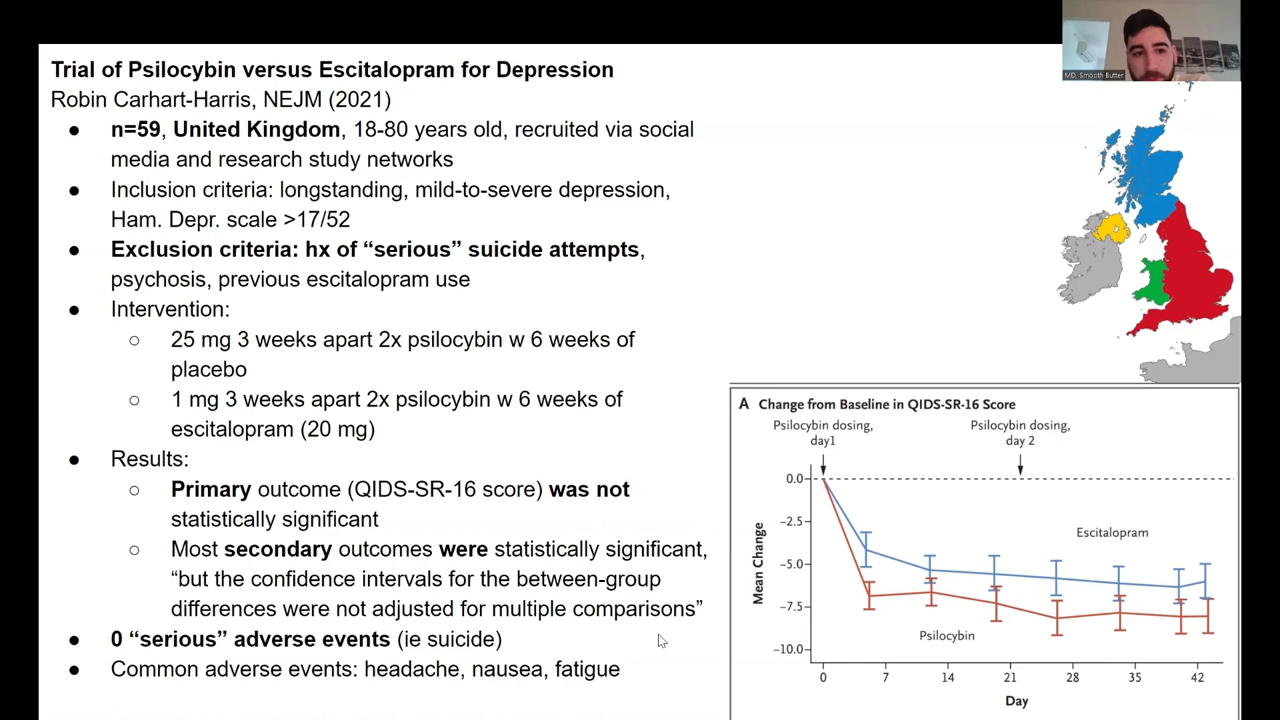 MD. Smooth Butter
Trial of Psilocybin versus Escitalopram for Depression
Robin Carhart-Harris, NEJM (2021)
● n=59, United Kingdom, 18-80 years old, recruited via social
media and research study networks
● Inclusion criteria: longstanding, mild-to-severe depression,
Ham. Depr. scale >17/52
● Exclusion criteria: hx of “serious” suicide attempts,
psychosis, previous escitalopram use
● Intervention:
○ 25 mg 3 weeks apart 2x psilocybin w 6 weeks of
placebo
○ 1 mg 3 weeks apart 2x psilocybin w 6 weeks of
escitalopram (20 mg)
● Results:
○ Primary outcome (QIDS-SR-16 score) was not
statistically significant
○ Most secondary outcomes were statistically significant,
“but the confidence intervals for the between-group
differences were not adjusted for multiple comparisons”
● 0 “serious” adverse events (ie suicide)
● Common adverse events: headache, nausea, fatigue
A Change from Baseline in QIDS-SR-16 Score
Psilocybin dosing,
day1
Psilocybin dosing,
day 2
0.0
−2.5
−5.0
−7.5
−10.0
Mean Change
Escitalopram
Psilocybin
0 7 14 21 28 35 42
Day